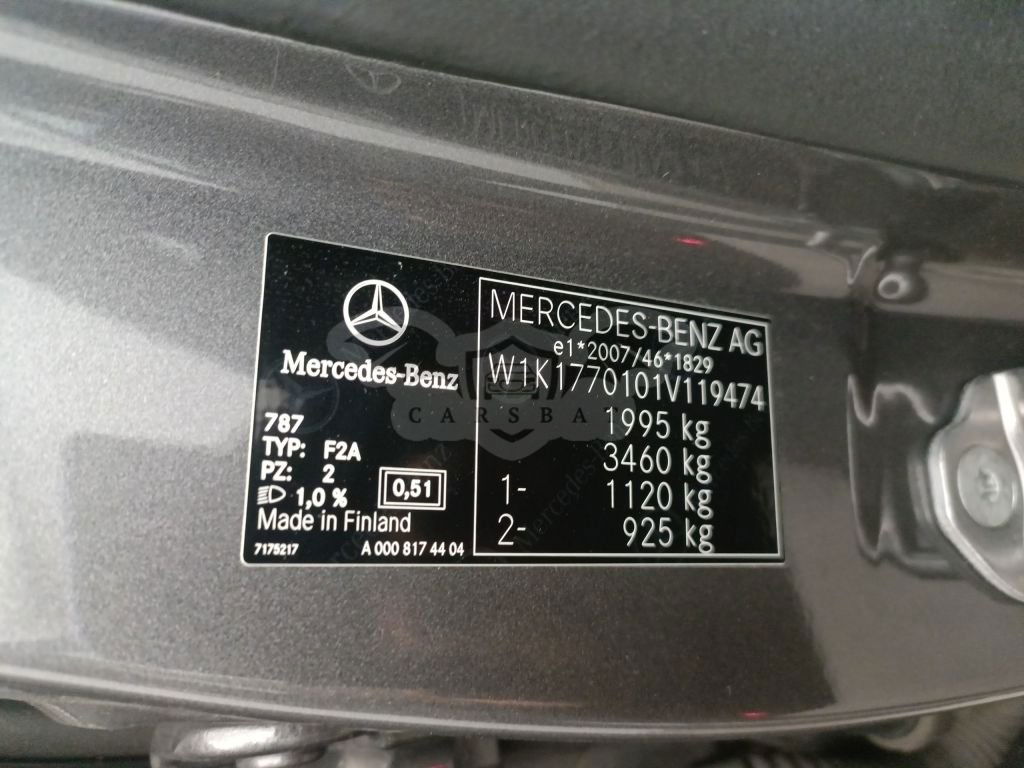 Mercedes-Benz
787
TYP: F2A
PZ: 2
1,0 %
0,51
Made in Finland
7175217
A 000 817 44 04
MERCEDES-BENZ AG
e1*2007/46*1829
W1K1770101V119474
1995 kg
3460 kg
1- 1120 kg
2- 925 kg
CARSBA